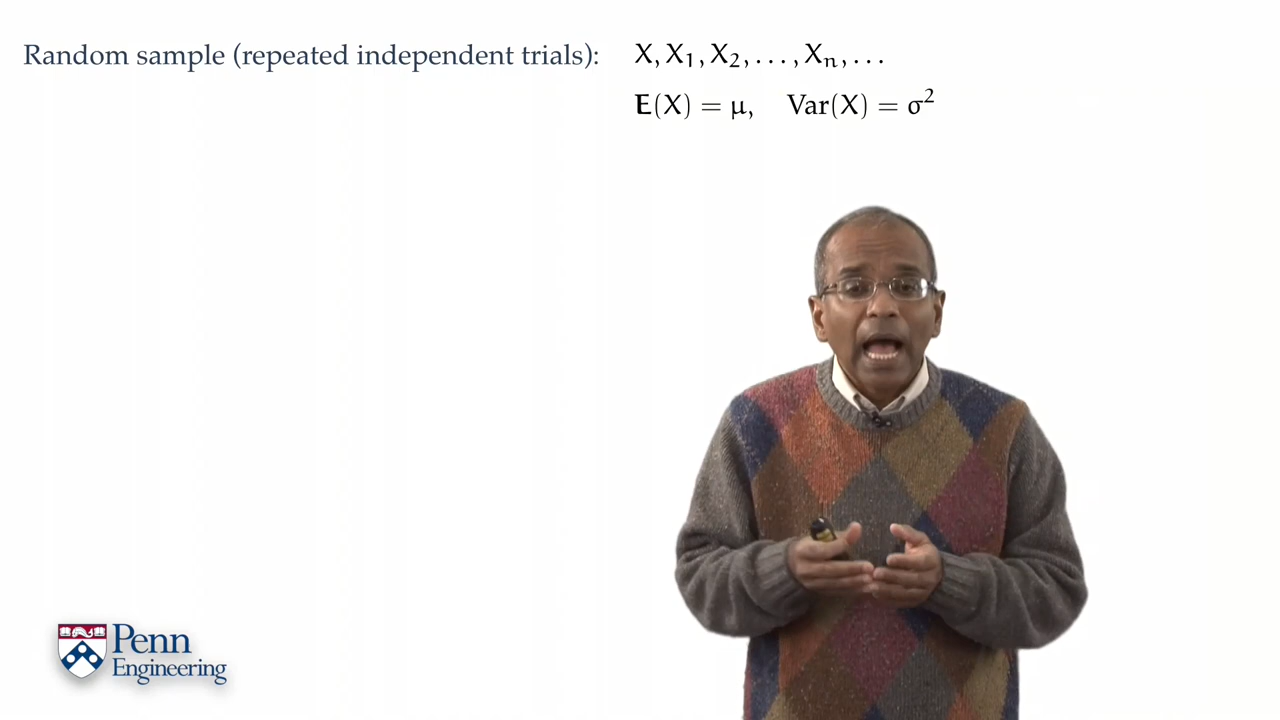 Random sample (repeated independent trials): X, X₁, X₂, . . . , Xₙ, . . .
E(X) = μ, Var(X) = σ²
Penn
Engineering